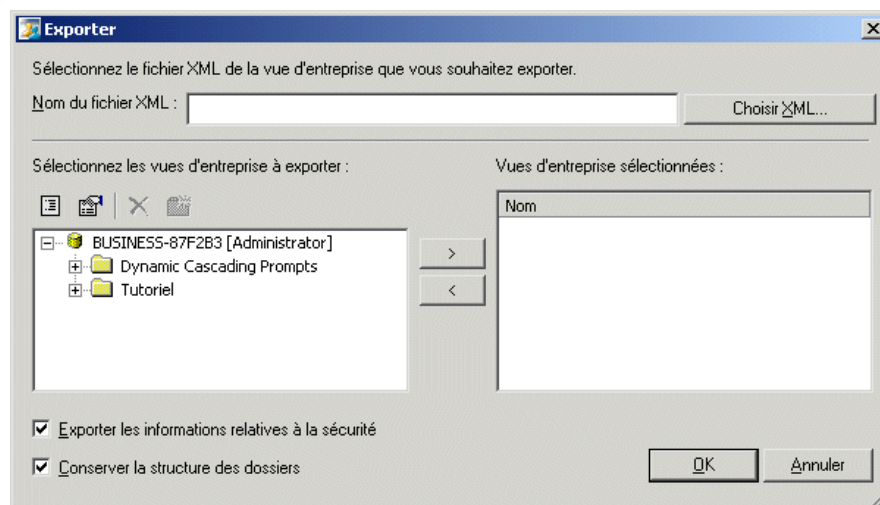 Exporter
Sélectionnez le fichier XML de la vue d'entreprise que vous souhaitez exporter.
Nom du fichier XML :
Choisir XML...
Sélectionnez les vues d'entreprise à exporter :
Vues d'entreprise sélectionnées :
Nom
BUSINESS-87F2B3 [Administrator]
Dynamic Cascading Prompts
Tutoriel
>
<
Exporter les informations relatives à la sécurité
Conserver la structure des dossiers
OK
Annuler